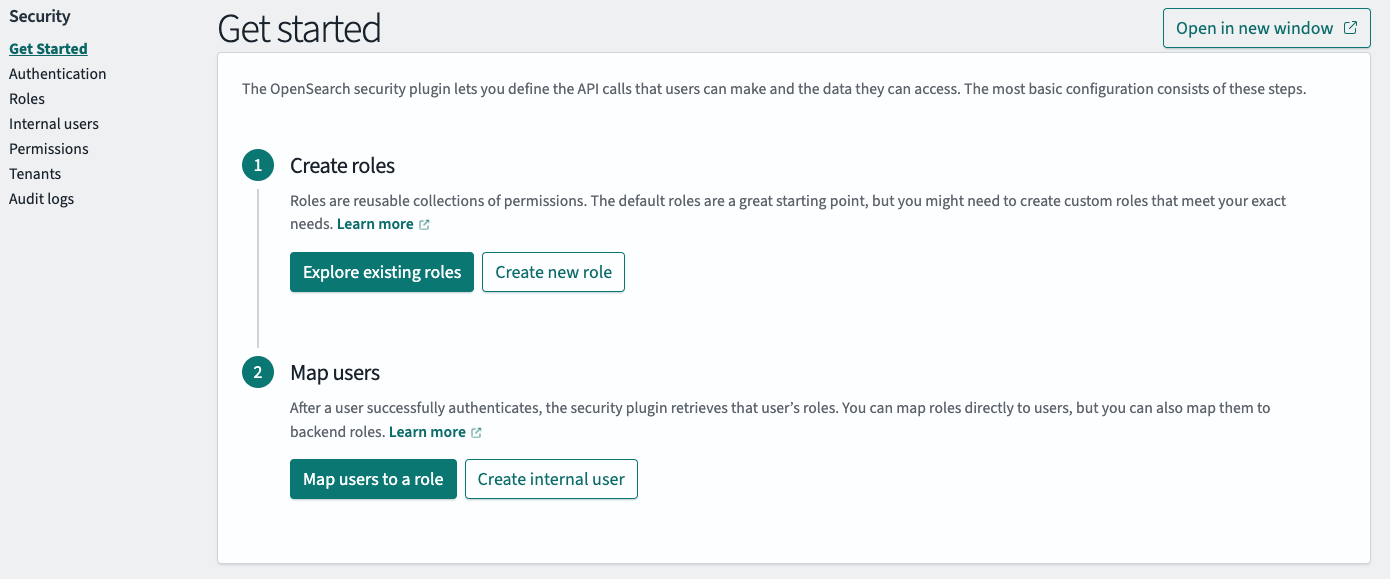 Security
Get Started
Authentication
Roles
Internal users
Permissions
Tenants
Audit logs
Get started
Open in new window
The OpenSearch security plugin lets you define the API calls that users can make and the data they can access. The most basic configuration consists of these steps.
1
Create roles
Roles are reusable collections of permissions. The default roles are a great starting point, but you might need to create custom roles that meet your exact
needs. Learn more
Explore existing roles
Create new role
2
Map users
After a user successfully authenticates, the security plugin retrieves that user’s roles. You can map roles directly to users, but you can also map them to
backend roles. Learn more
Map users to a role
Create internal user